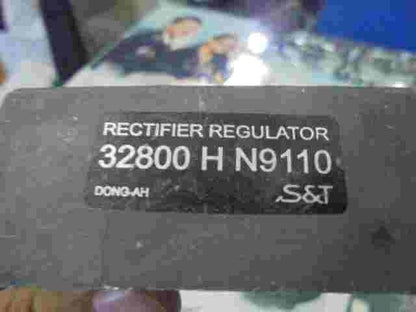 RECTIFIER REGULATOR
32800 H N9110
DONG-AH S&T